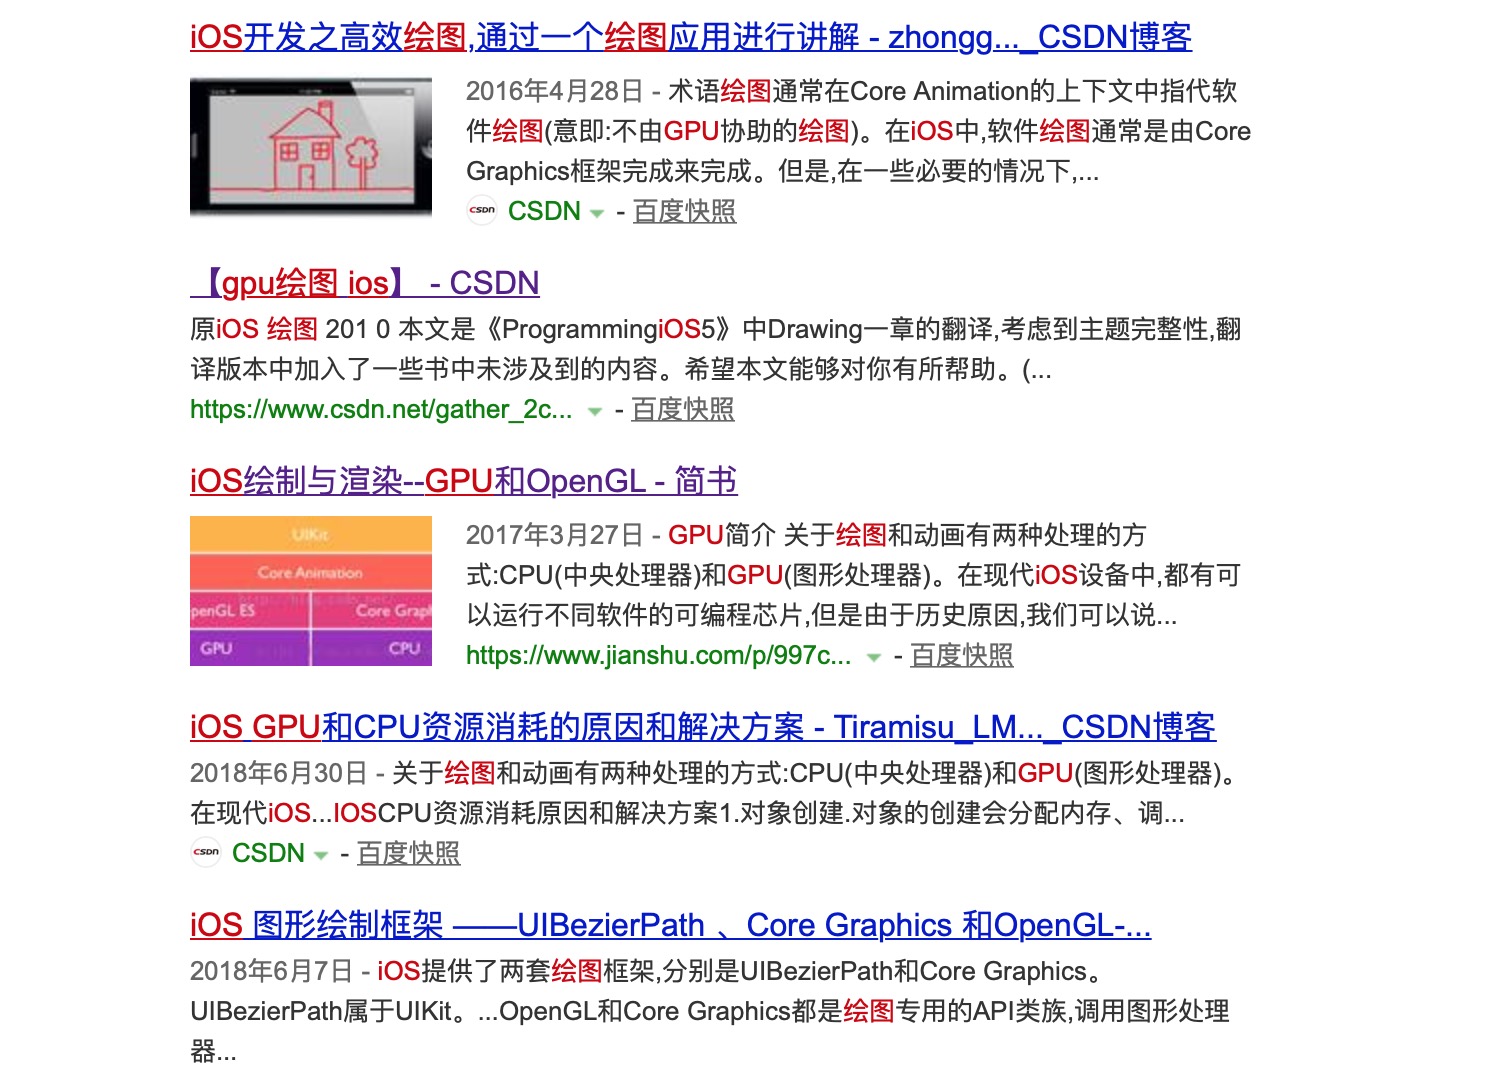 iOS开发之高效绘图,通过一个绘图应用进行讲解 - zhongg..._CSDN博客
2016年4月28日 - 术语绘图通常在Core Animation的上下文中指代软
件绘图(意即:不由GPU协助的绘图)。在iOS中,软件绘图通常是由Core
Graphics框架完成来完成。但是,在一些必要的情况下,...
CSDN CSDN - 百度快照
【gpu绘图 ios】 - CSDN
原iOS 绘图 201 0 本文是《ProgrammingiOS5》中Drawing一章的翻译,考虑到主题完整性,翻
译版本中加入了一些书中未涉及到的内容。希望本文能够对你有所帮助。(...
https://www.csdn.net/gather_2c... - 百度快照
iOS绘制与渲染--GPU和OpenGL - 简书
UIKit
Core Animation
penGL ES Core Grap
GPU CPU
2017年3月27日 - GPU简介 关于绘图和动画有两种处理的方
式:CPU(中央处理器)和GPU(图形处理器)。在现代iOS设备中,都有可
以运行不同软件的可编程芯片,但是由于历史原因,我们可以说...
https://www.jianshu.com/p/997c... - 百度快照
iOS GPU和CPU资源消耗的原因和解决方案 - Tiramisu_LM..._CSDN博客
2018年6月30日 - 关于绘图和动画有两种处理的方式:CPU(中央处理器)和GPU(图形处理器)。
在现代iOS...IOSCPU资源消耗原因和解决方案1.对象创建.对象的创建会分配内存、调...
CSDN CSDN - 百度快照
iOS 图形绘制框架 ——UIBezierPath 、Core Graphics 和OpenGL-...
2018年6月7日 - iOS提供了两套绘图框架,分别是UIBezierPath和Core Graphics。
UIBezierPath属于UIKit。...OpenGL和Core Graphics都是绘图专用的API类族,调用图形处理
器...